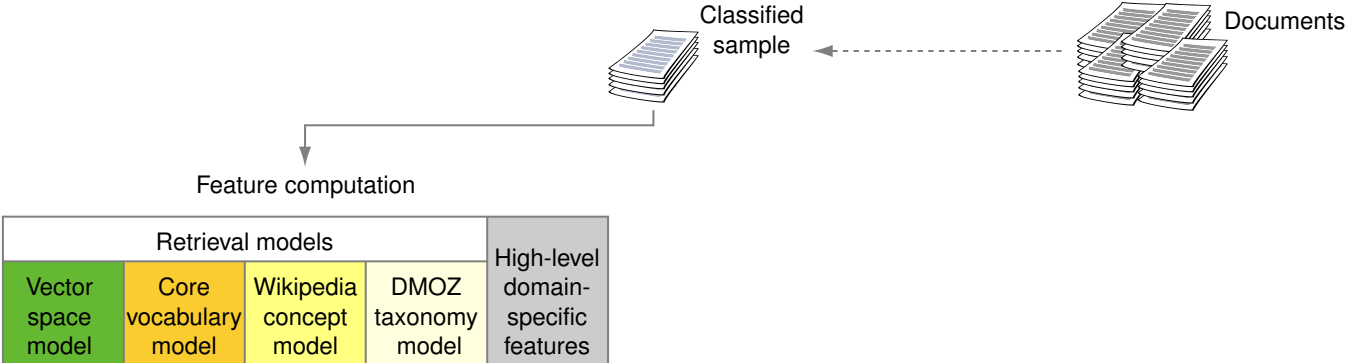 Classified
sample
Documents
Feature computation
Retrieval models
Vector
space
model
Core
vocabulary
model
Wikipedia
concept
model
DMOZ
taxonomy
model
High-level
domain-
specific
features